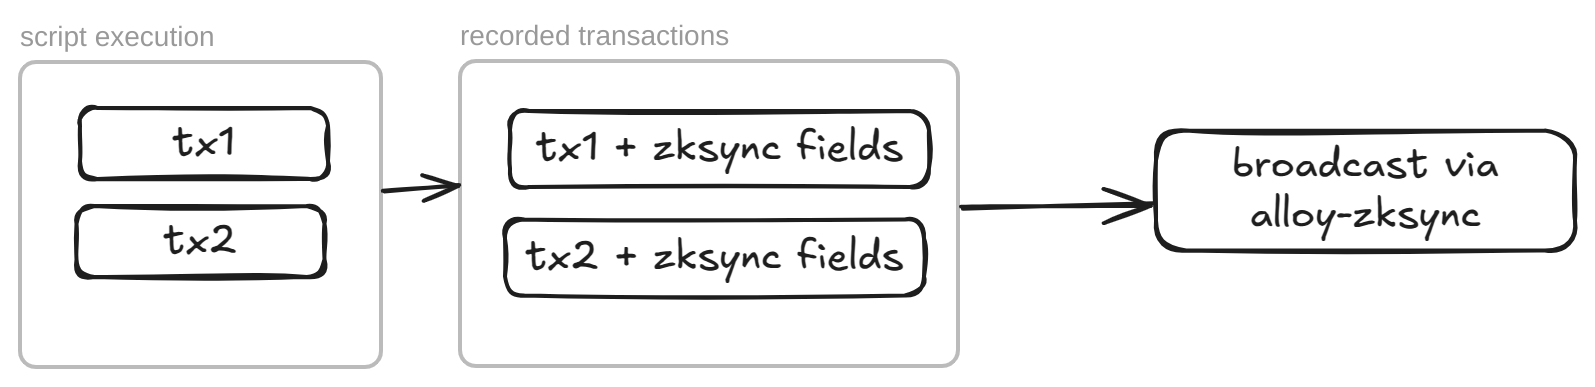 script execution
tx1
tx2
recorded transactions
tx1 + zksync fields
tx2 + zksync fields
broadcast via
alloy-zksync